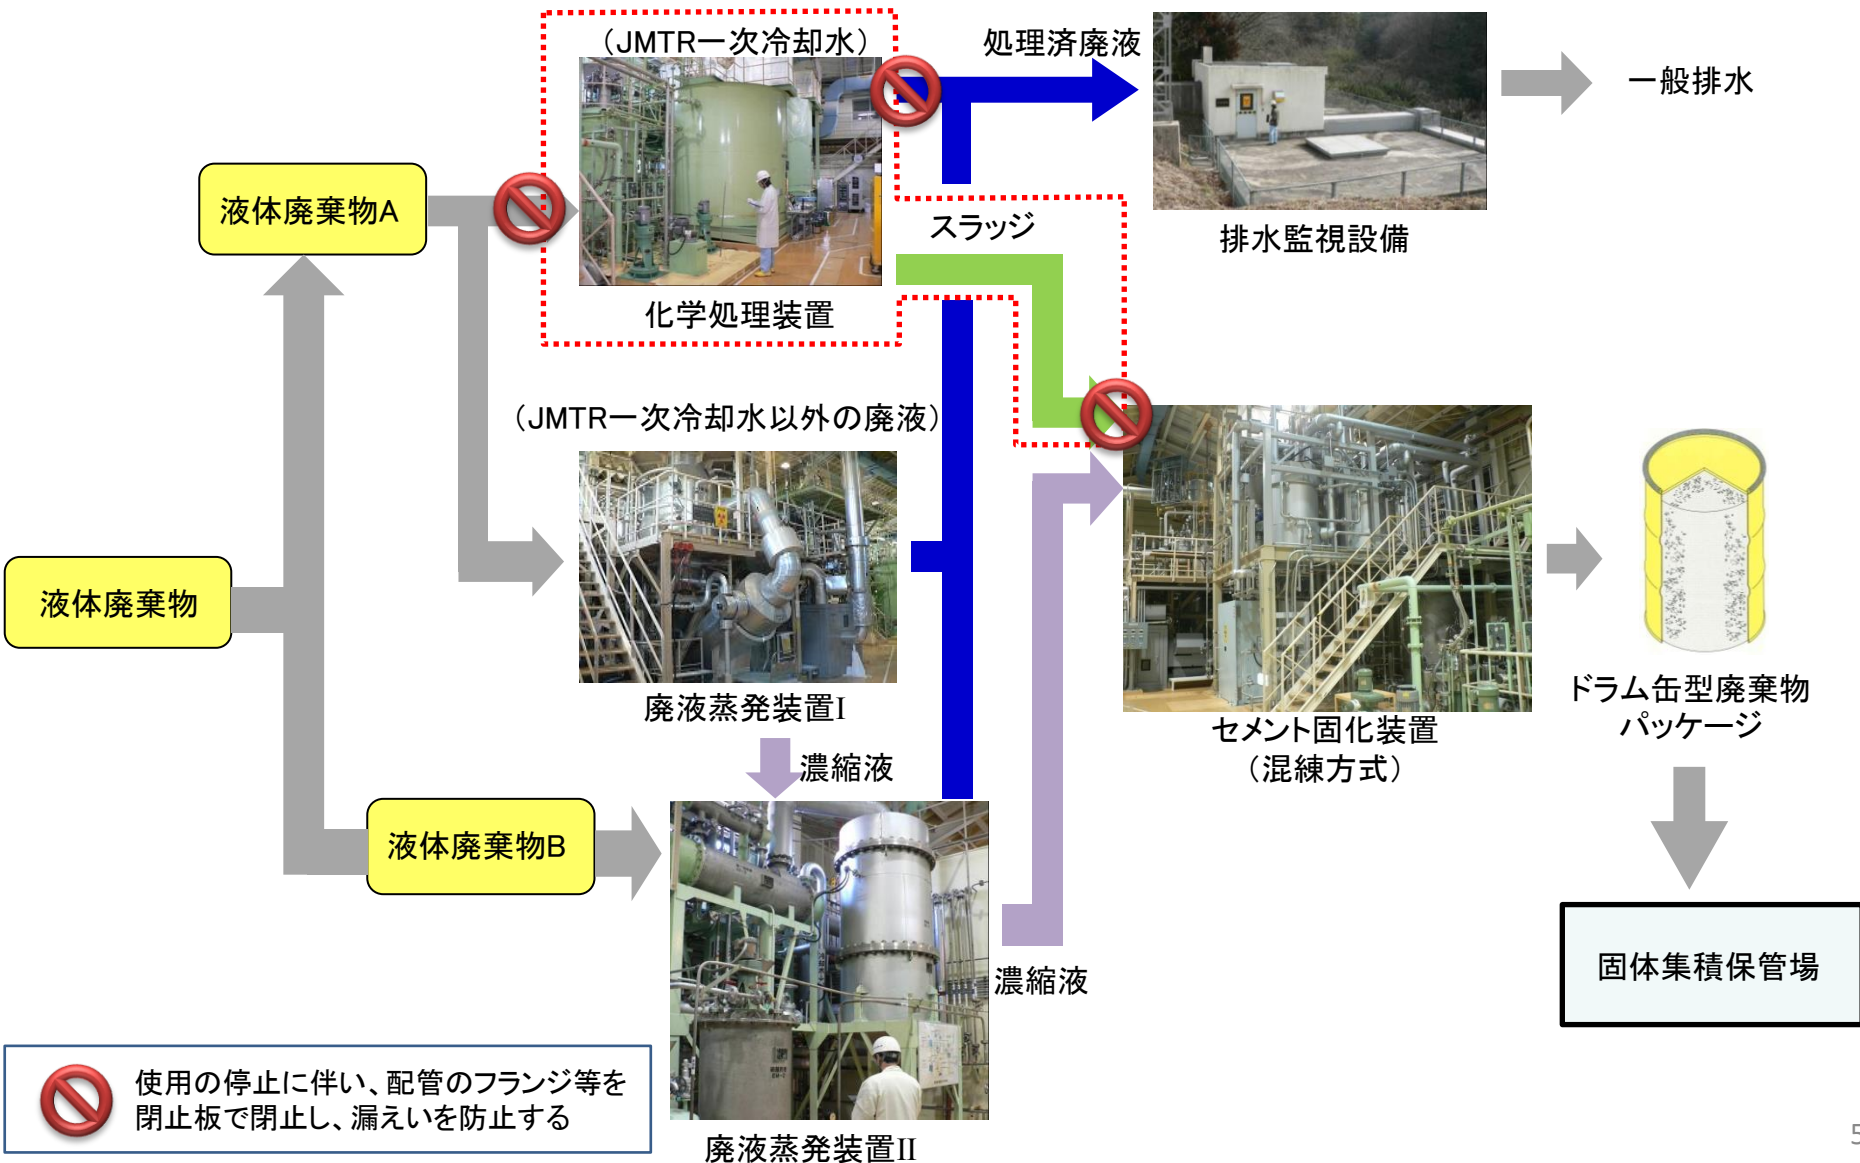 （JMTR一次冷却水）
処理済廃液
一般排水
液体廃棄物A
スラッジ
排水監視設備
化学処理装置
（JMTR一次冷却水以外の廃液）
液体廃棄物
廃液蒸発装置I
セメント固化装置
（混練方式）
ドラム缶型廃棄物
パッケージ
濃縮液
液体廃棄物B
濃縮液
固体集積保管場
使用の停止に伴い、配管のフランジ等を
閉止板で閉止し、漏えいを防止する
廃液蒸発装置II
5